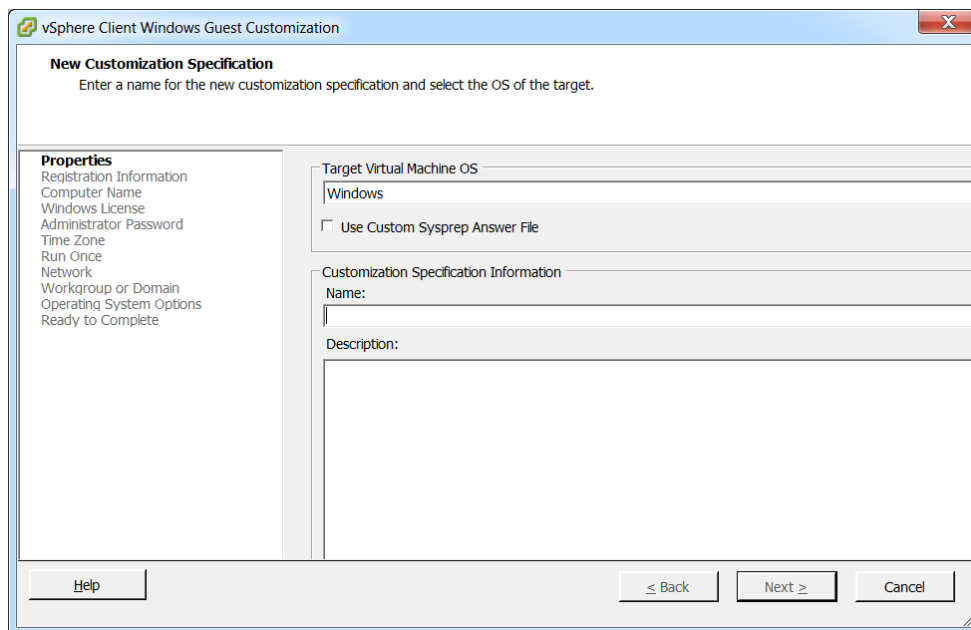 vSphere Client Windows Guest Customization
New Customization Specification
Enter a name for the new customization specification and select the OS of the target.
Properties
Registration Information
Computer Name
Windows License
Administrator Password
Time Zone
Run Once
Network
Workgroup or Domain
Operating System Options
Ready to Complete
Target Virtual Machine OS
Windows
Use Custom Sysprep Answer File
Customization Specification Information
Name:
Description:
Help
< Back
Next >
Cancel